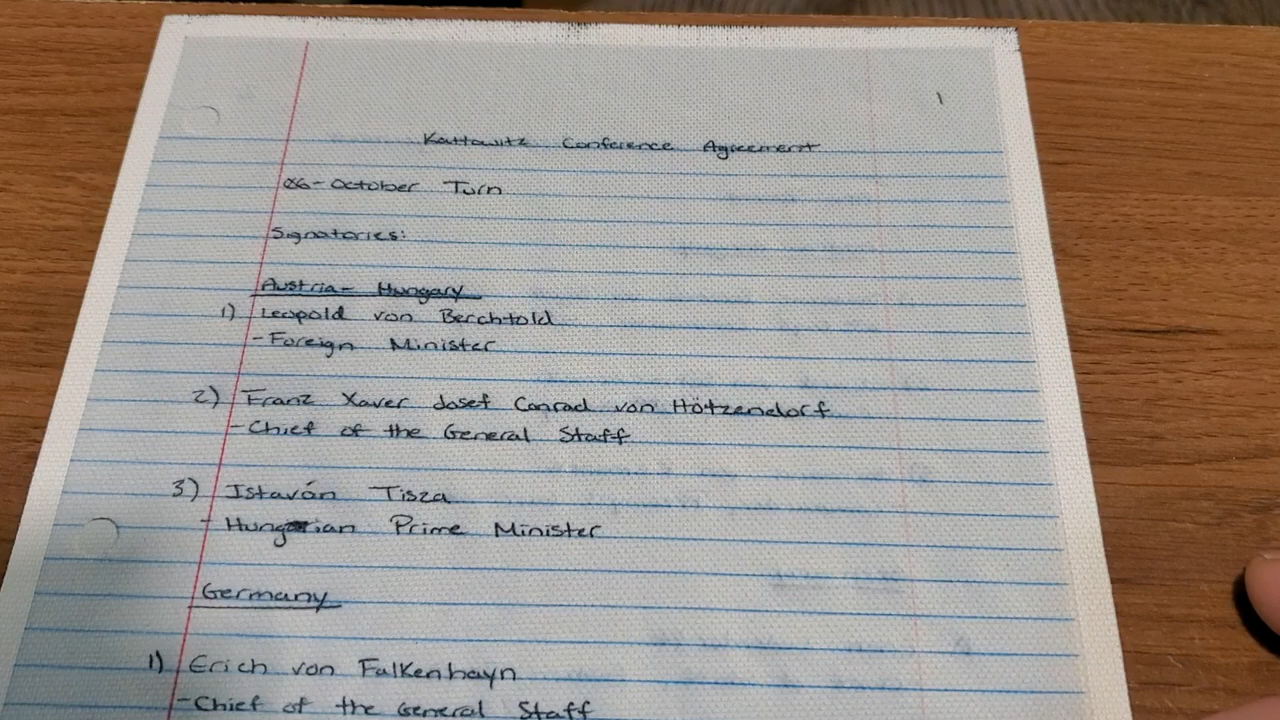 1
Kattowitz Conference Agreement
06-October Turn
Signatories:
Austria-Hungary
1) Leopold von Berchtold
-Foreign Minister
2) Franz Xaver Josef Conrad von Hötzendorf
-Chief of the General Staff
3) Istaván Tisza
- Hungarian Prime Minister
Germany
1) Erich von Falkenhayn
-Chief of the General Staff